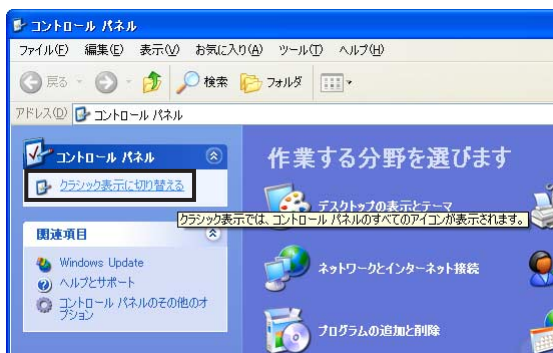 コントロール パネル
ファイル(F) 編集(E) 表示(V) お気に入り(A) ツール(T) ヘルプ(H)
戻る 検索 フォルダ
アドレス(D) コントロール パネル
コントロール パネル
クラシック表示に切り替える
関連項目
Windows Update
ヘルプとサポート
コントロール パネルのその他のオ
プション
作業する分野を選びます
デスクトップの表示とテーマ
クラシック表示では、コントロール パネルのすべてのアイコンが表示されます。
ネットワークとインターネット接続
プログラムの追加と削除